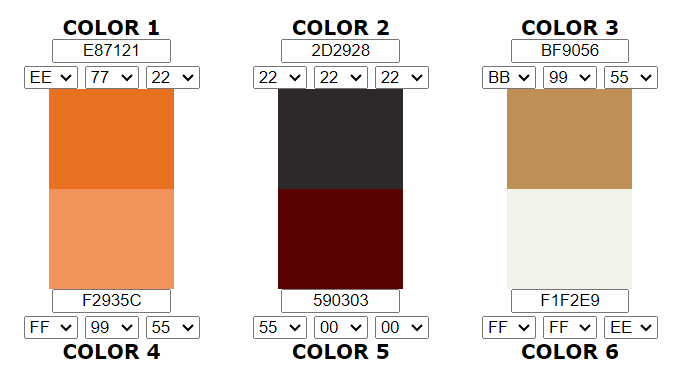 COLOR 1 COLOR 2 COLOR 3
E87121 2D2928 BF9056
EE 77 22 22 22 22 BB 99 55
F2935C 590303 F1F2E9
FF 99 55 55 00 00 FF FF EE
COLOR 4 COLOR 5 COLOR 6